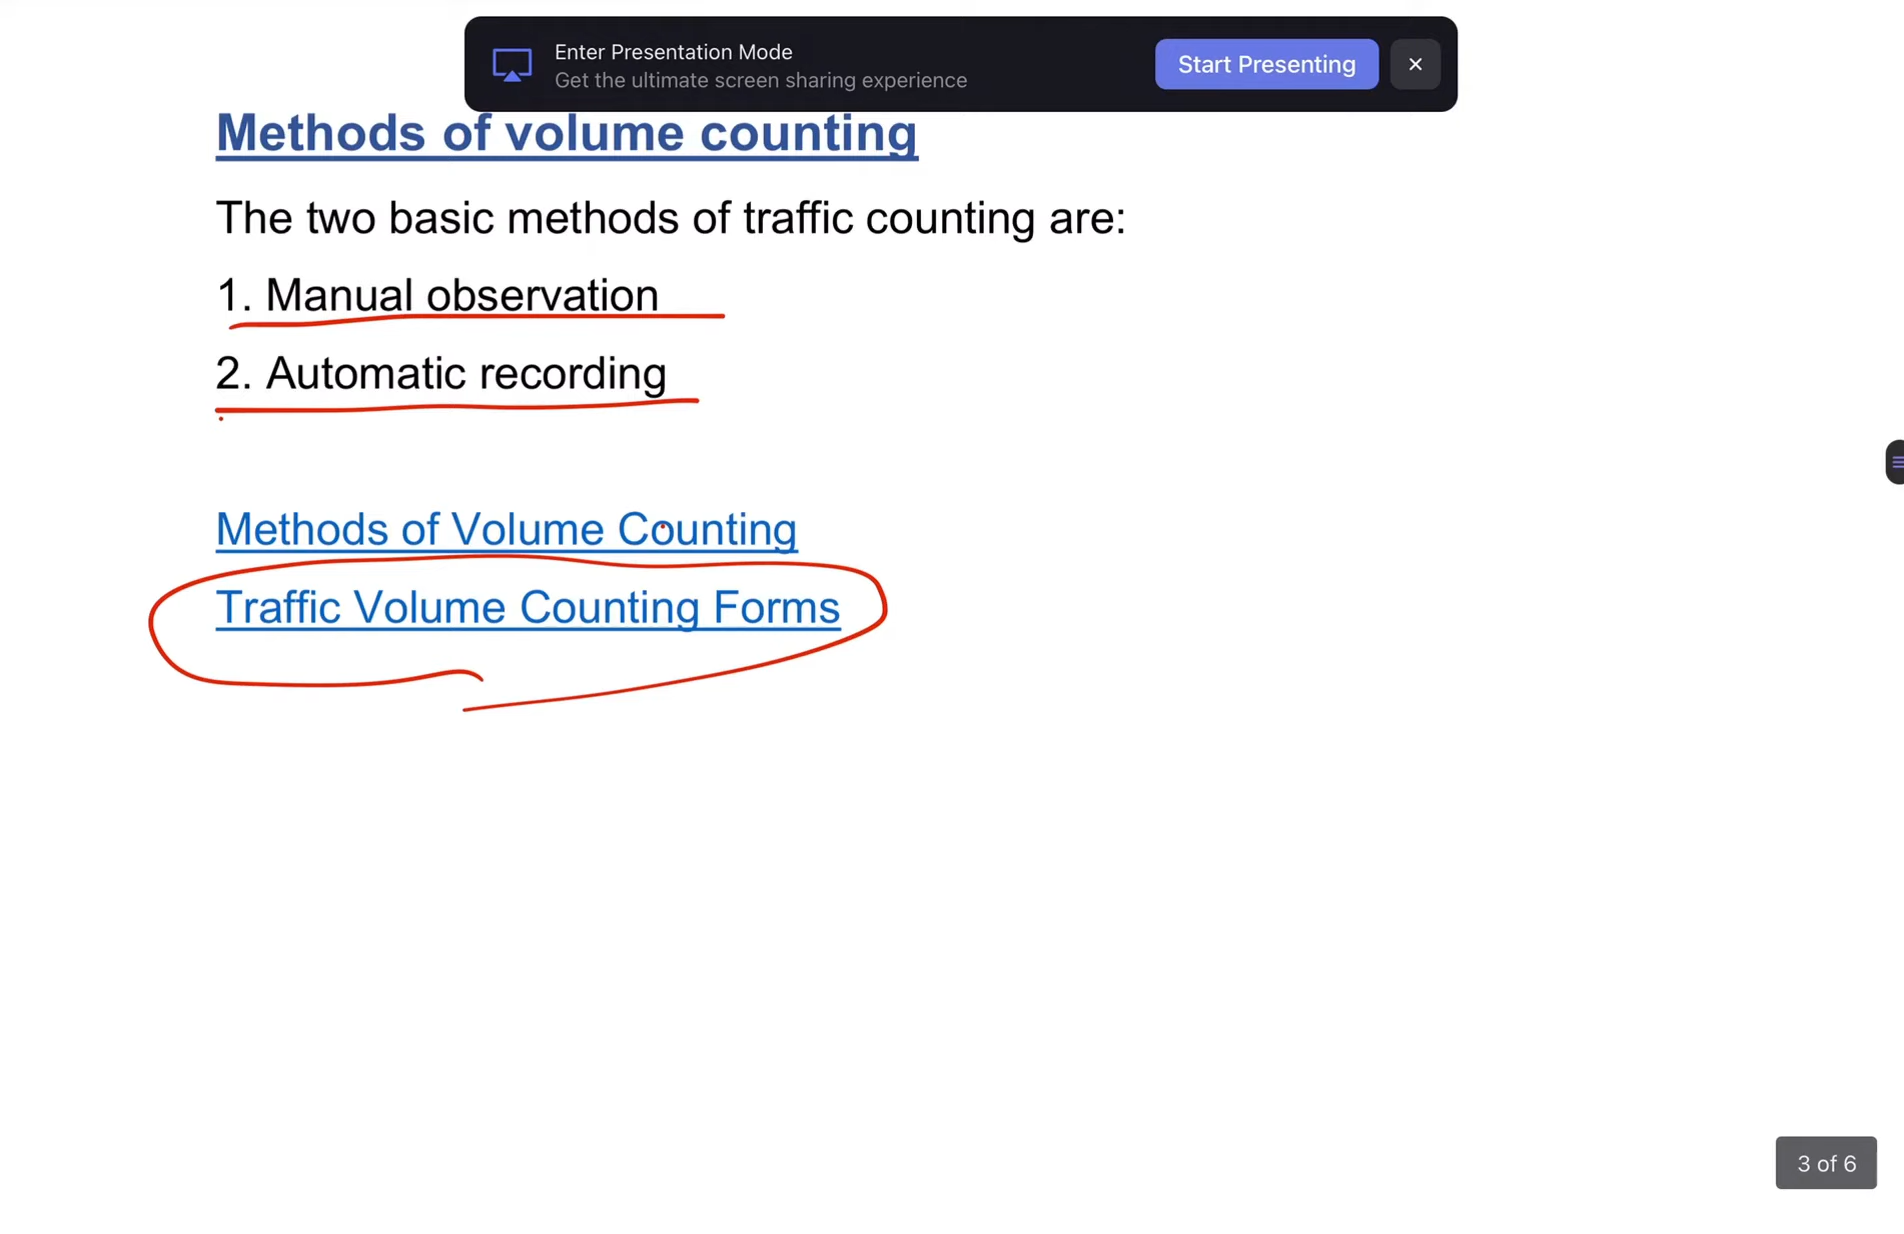 Enter Presentation Mode
Get the ultimate screen sharing experience
Start Presenting
Methods of volume counting
The two basic methods of traffic counting are:
1. Manual observation
2. Automatic recording
Methods of Volume Counting
Traffic Volume Counting Forms
3 of 6